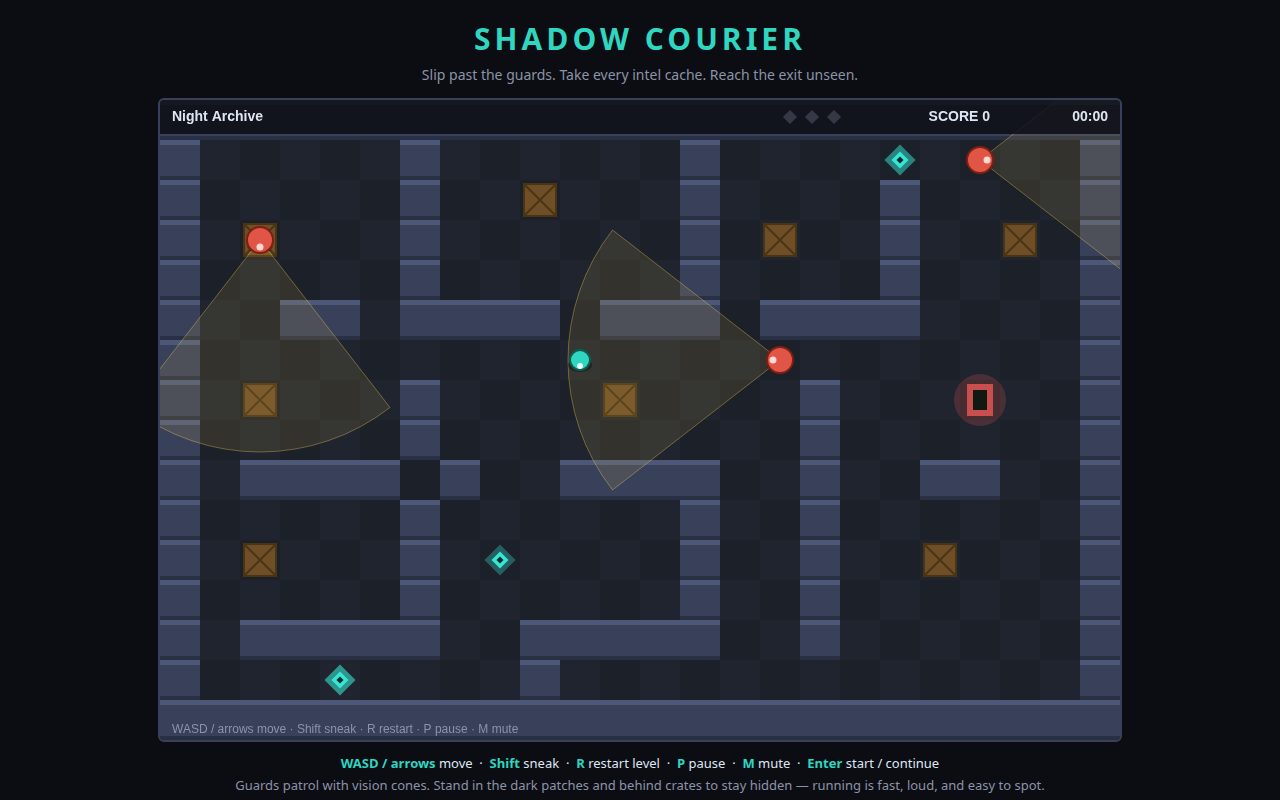 SHADOW COURIER
Slip past the guards. Take every intel cache. Reach the exit unseen.
Night Archive SCORE 0 00:00
WASD / arrows move · Shift sneak · R restart · P pause · M mute
WASD / arrows move · Shift sneak · R restart level · P pause · M mute · Enter start / continue
Guards patrol with vision cones. Stand in the dark patches and behind crates to stay hidden — running is fast, loud, and easy to spot.